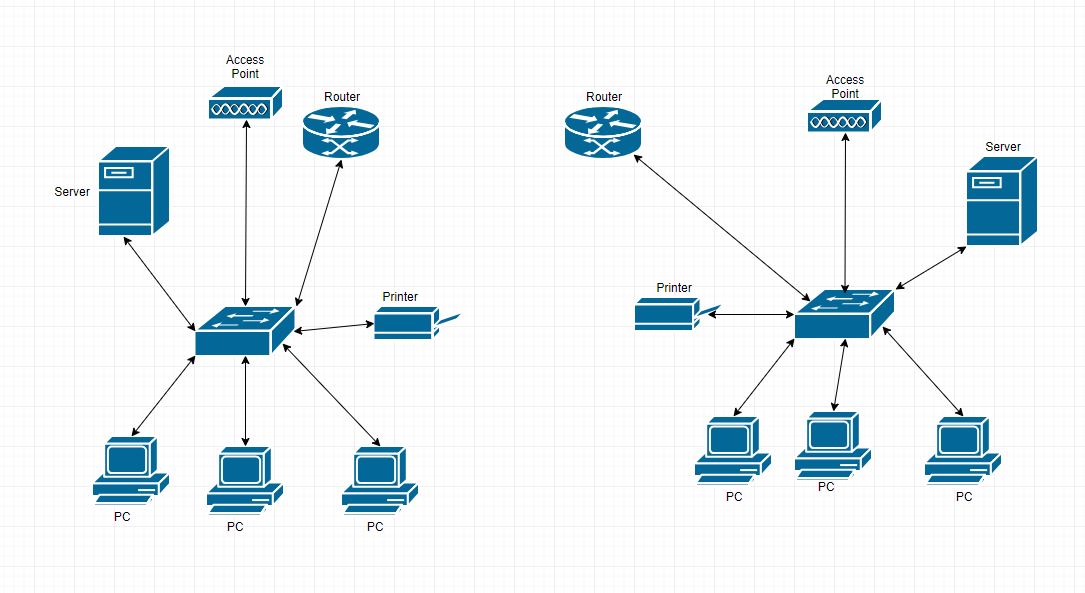 Access
Point
Router
Server
Printer
PC
PC
PC
Router
Access
Point
Server
Printer
PC
PC
PC